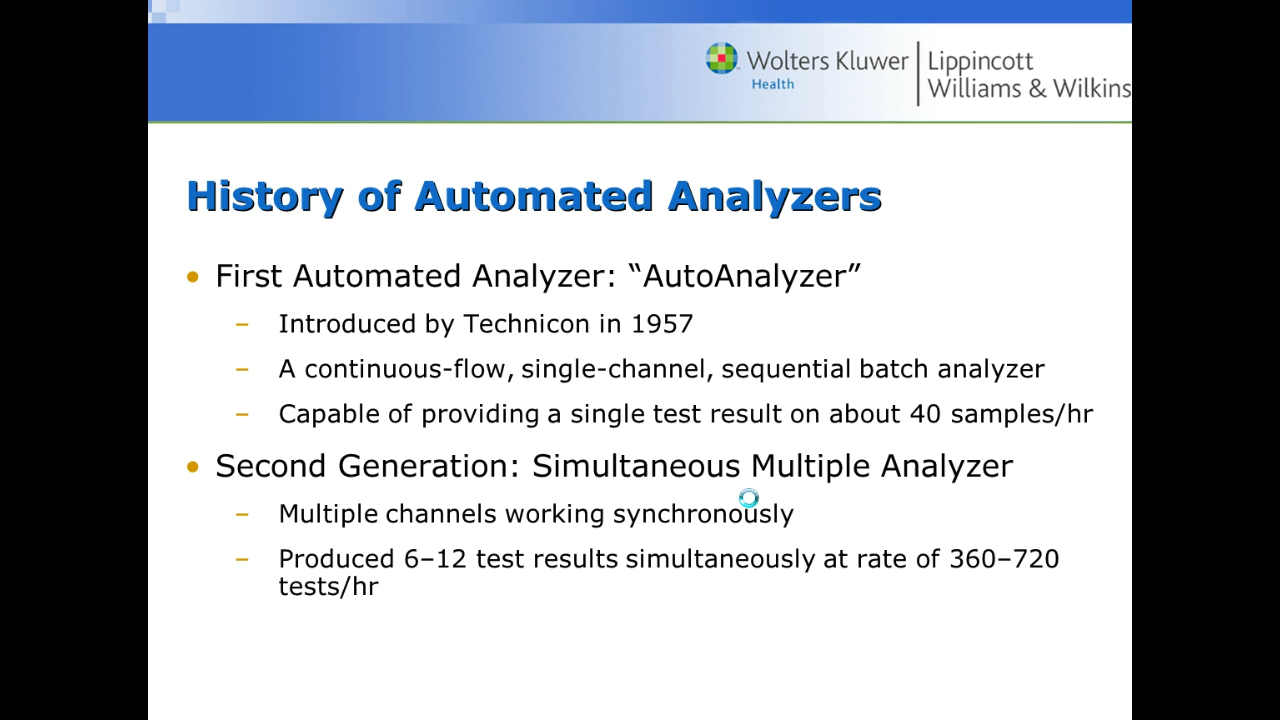 Wolters Kluwer
Health
Lippincott
Williams & Wilkins
History of Automated Analyzers
• First Automated Analyzer: “AutoAnalyzer”
– Introduced by Technicon in 1957
– A continuous-flow, single-channel, sequential batch analyzer
– Capable of providing a single test result on about 40 samples/hr
• Second Generation: Simultaneous Multiple Analyzer
– Multiple channels working synchronously
– Produced 6–12 test results simultaneously at rate of 360–720
tests/hr